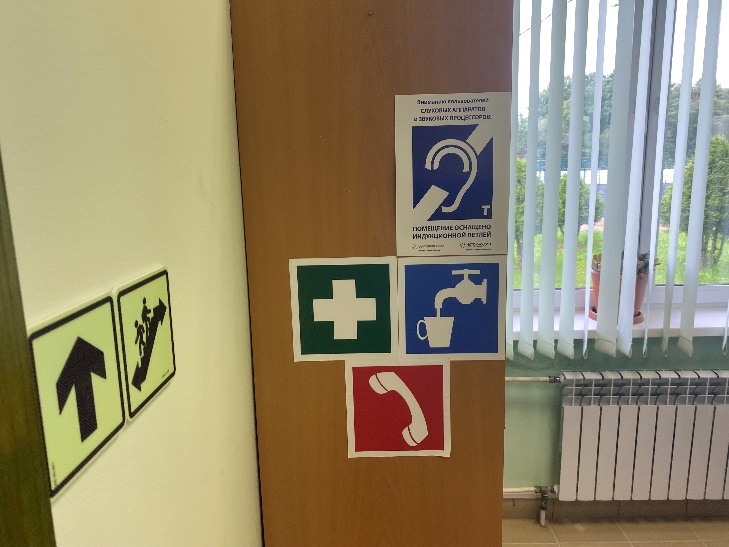 Вниманию пользователей
СЛУХОВЫХ АППАРАТОВ
и ЗВУКОВЫХ ПРОЦЕССОРОВ
T
ПОМЕЩЕНИЕ ОСНАЩЕНО
ИНДУКЦИОННОЙ ПЕТЛЕЙ